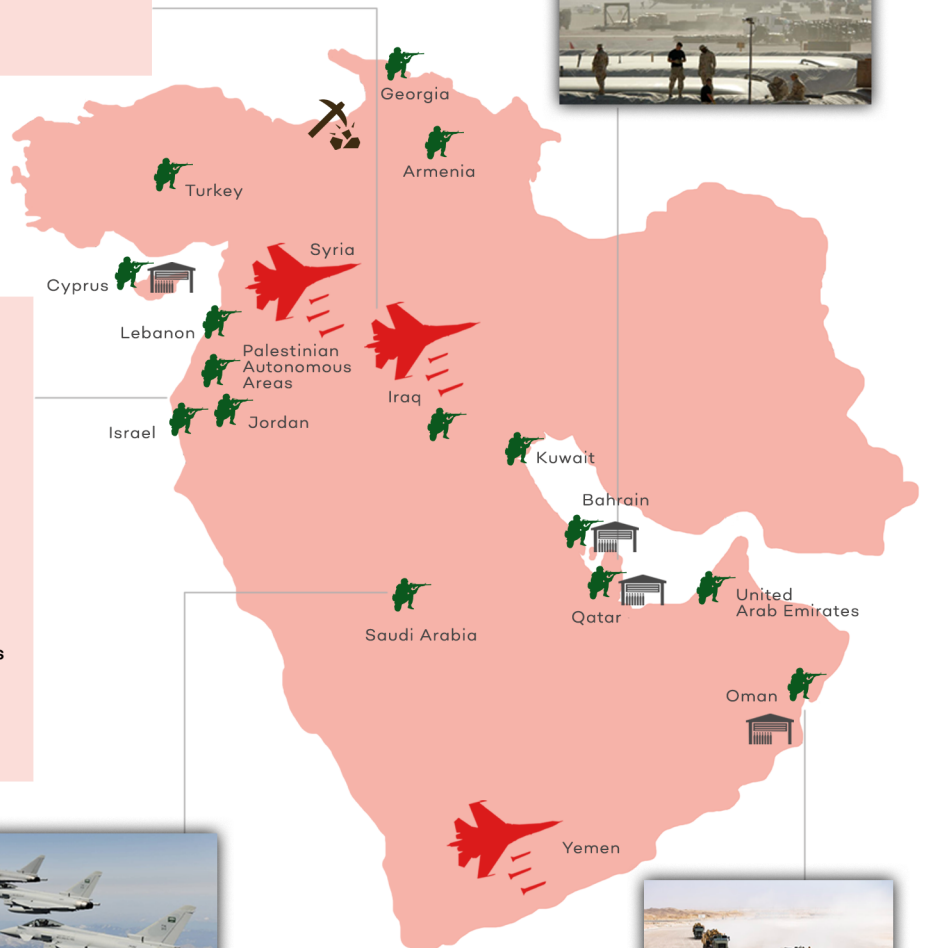 Georgia
Armenia
Turkey
Syria
Cyprus
Lebanon
Palestinian
Autonomous
Areas
Iraq
Jordan
Israel
Kuwait
Bahrain
United
Arab Emirates
Qatar
Saudi Arabia
s
Oman
Yemen